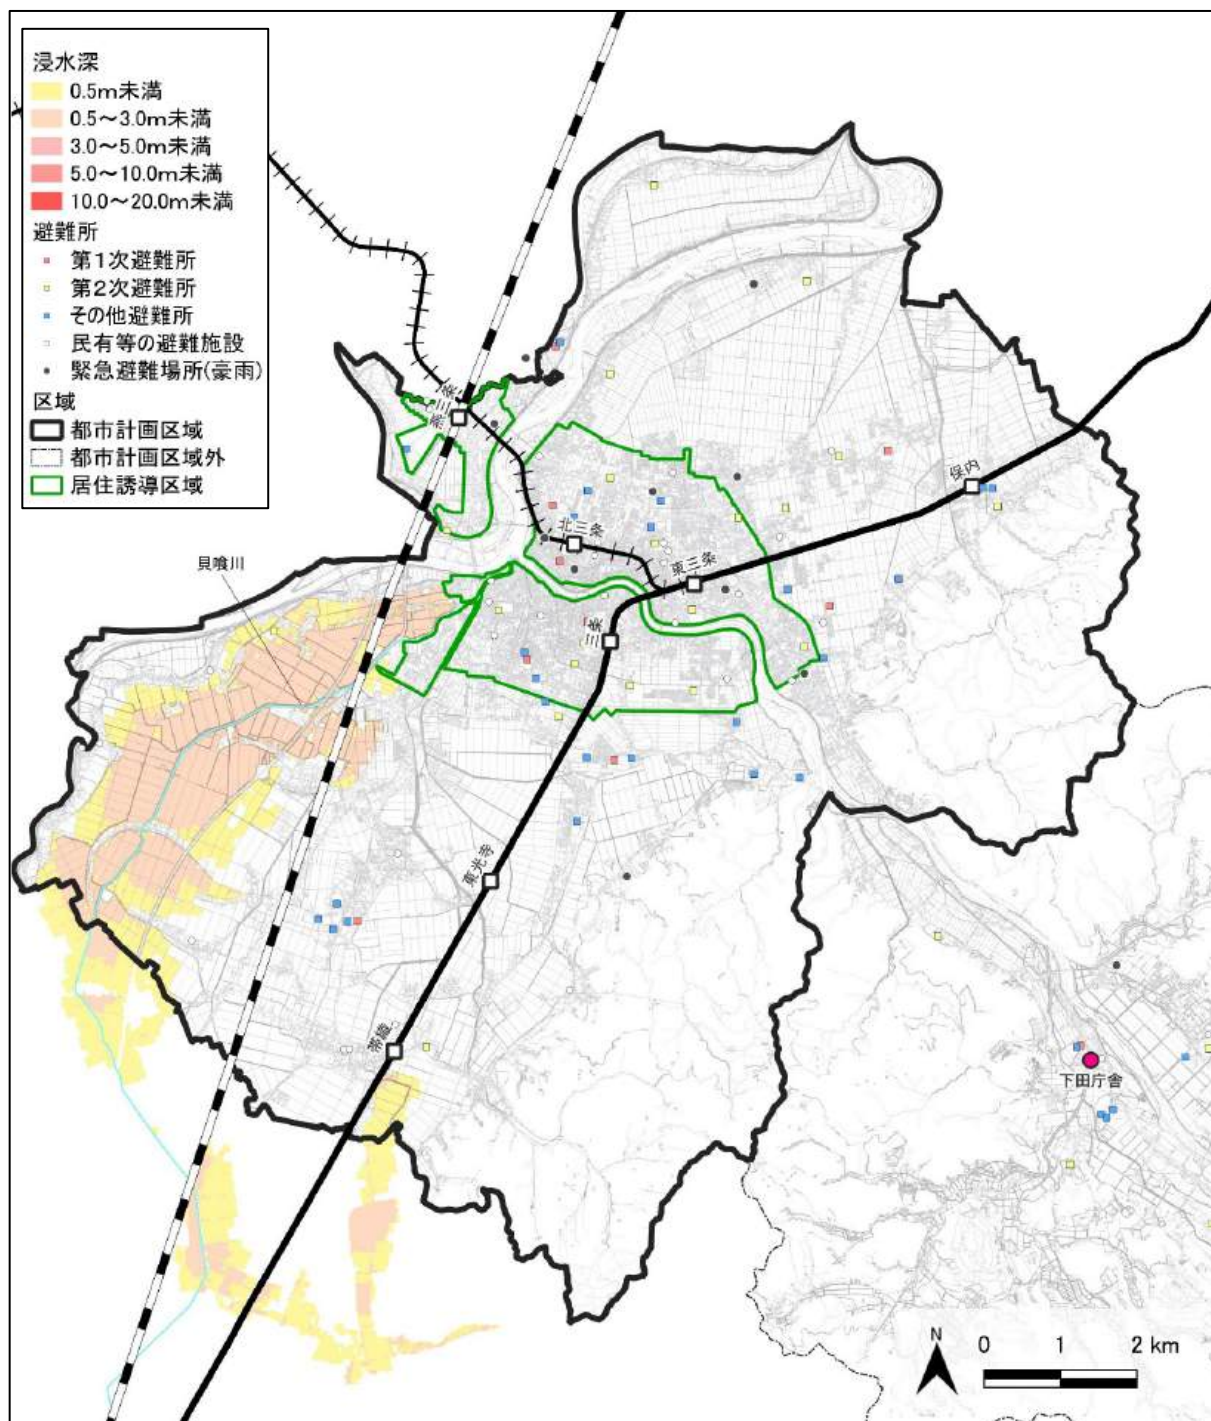 浸水深
0.5m未満
0.5～3.0m未満
3.0～5.0m未満
5.0～10.0m未満
10.0～20.0m未満
避難所
第1次避難所
第2次避難所
その他避難所
民有等の避難施設
緊急避難場所(豪雨)
区域
都市計画区域
都市計画区域外
居住誘導区域
燕三条
保内
北三条
貝喰川
東三条
三条
東光寺
帯織
下田庁舎
N
0 1 2 km